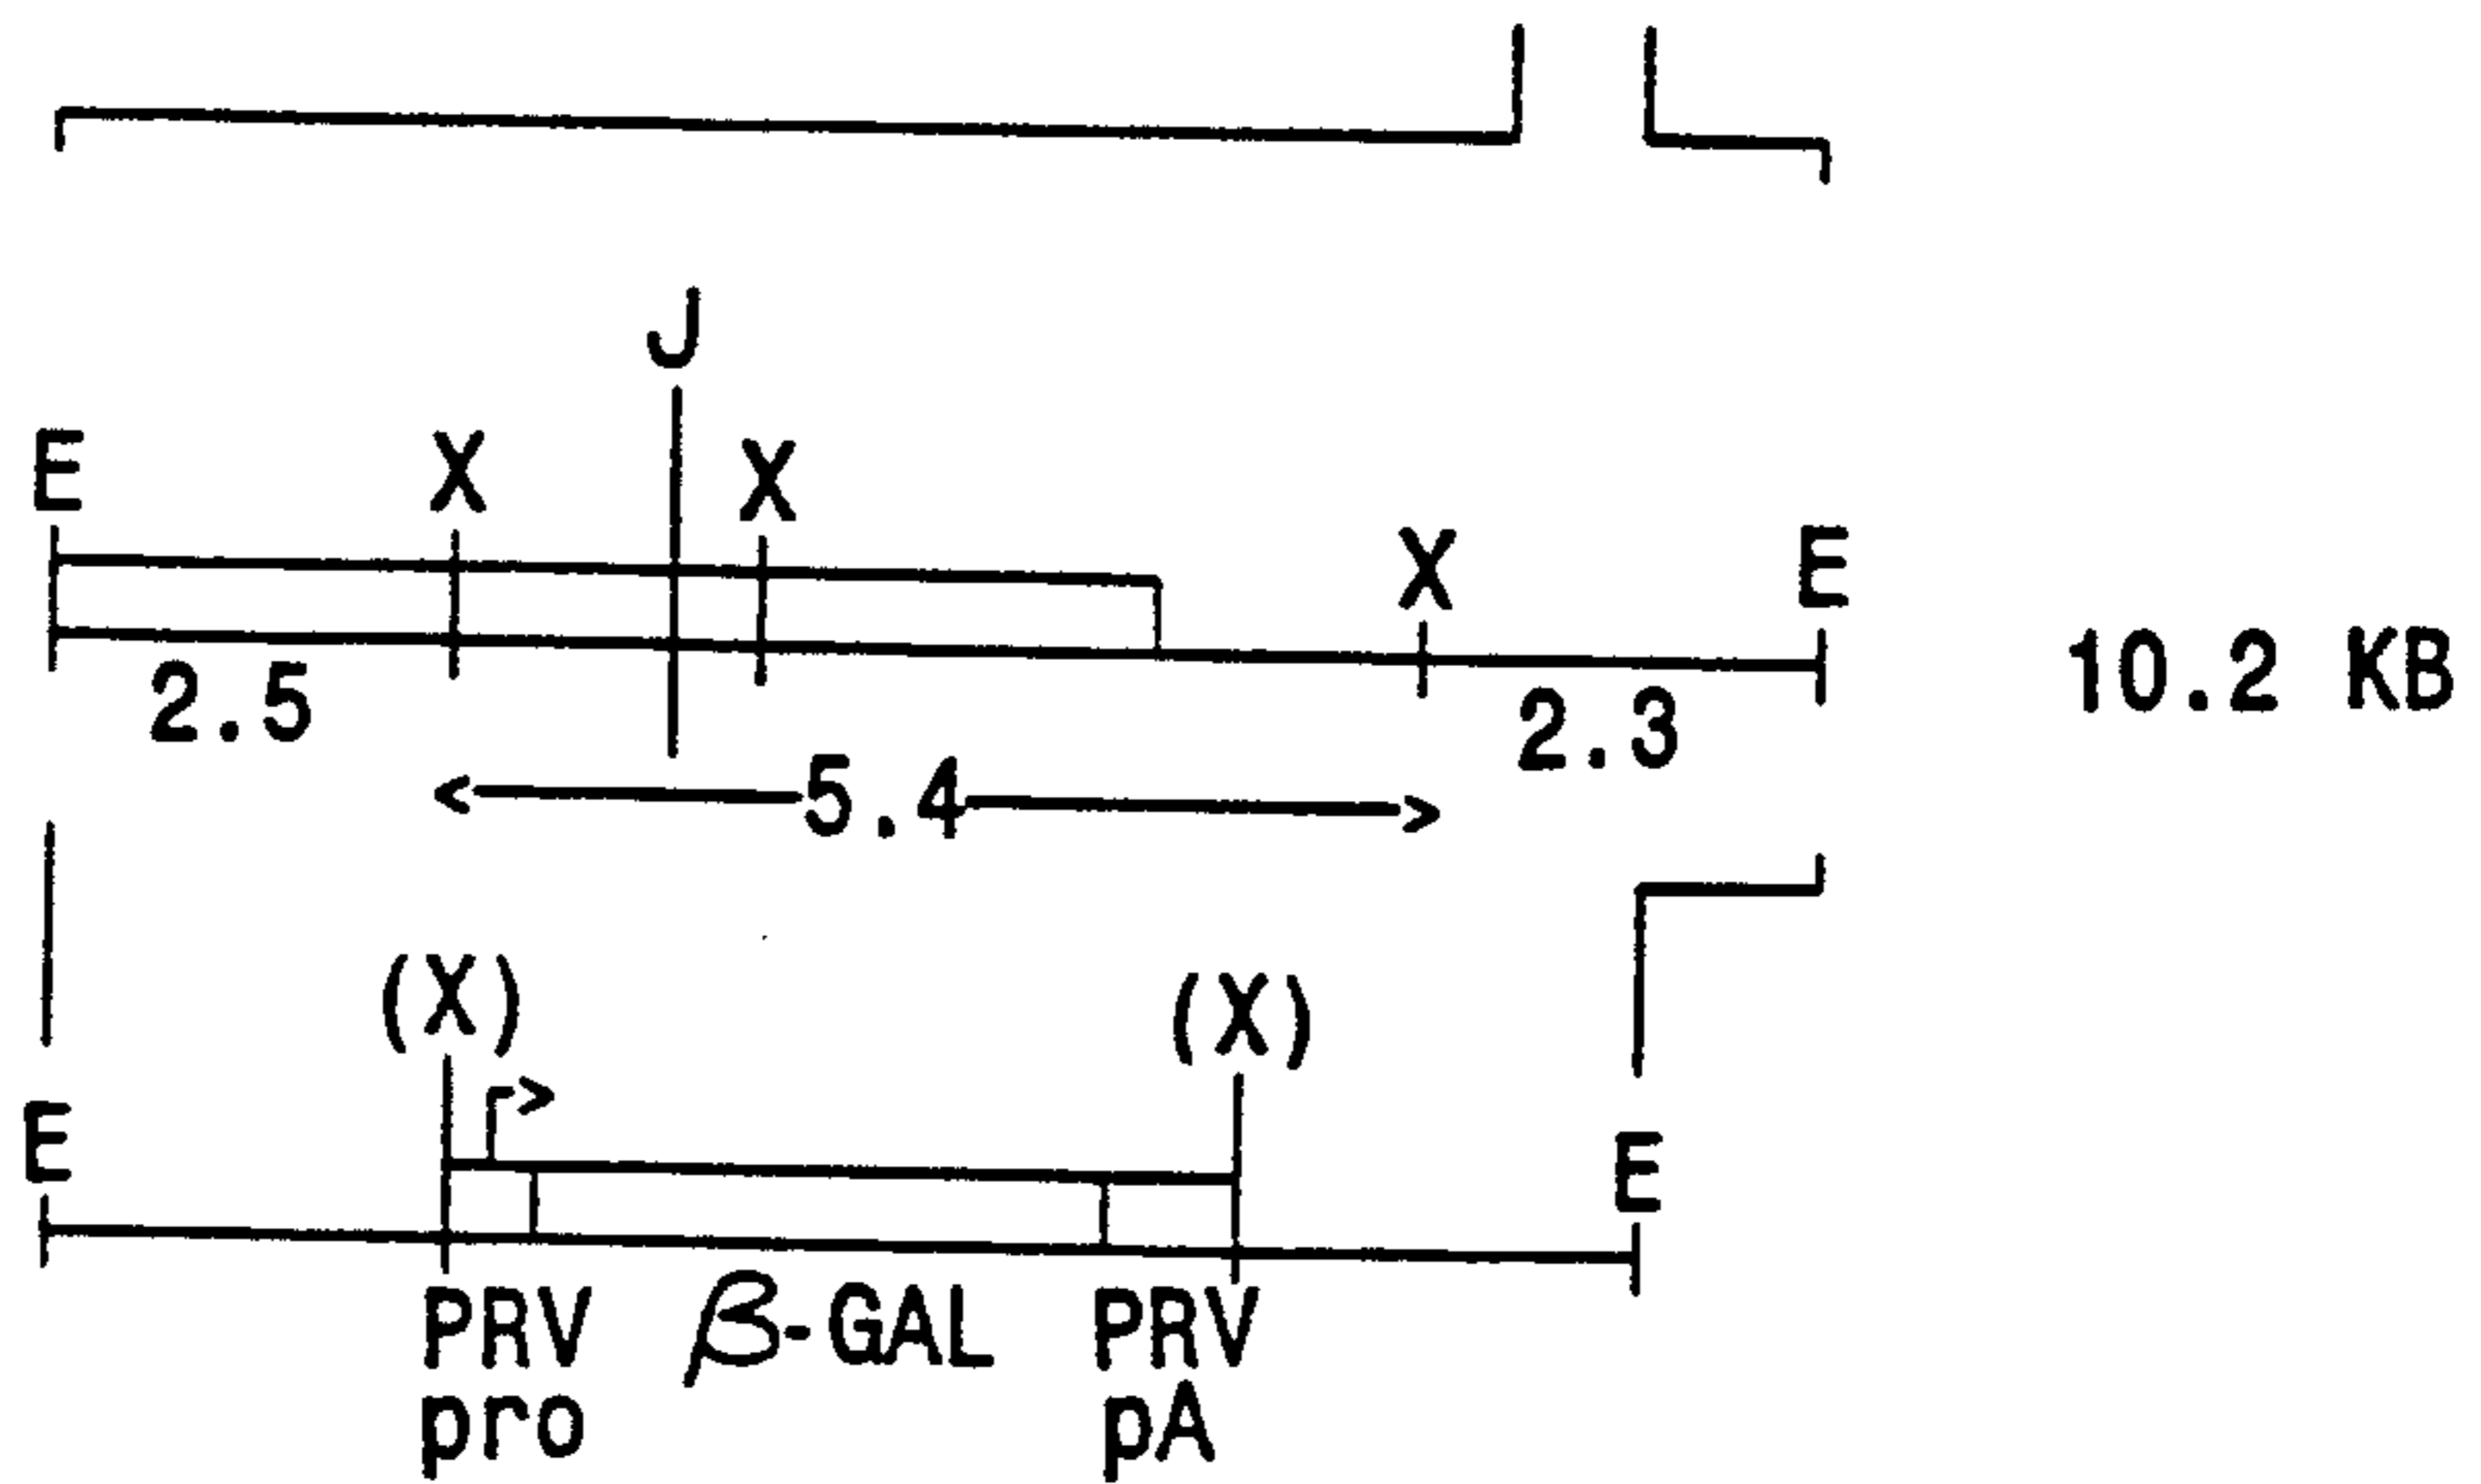 J
E X X X E
10.2 KB
2.5 2.3
<——5.4——>
(X) (X)
E E
PRV β-GAL PRV
pro pA